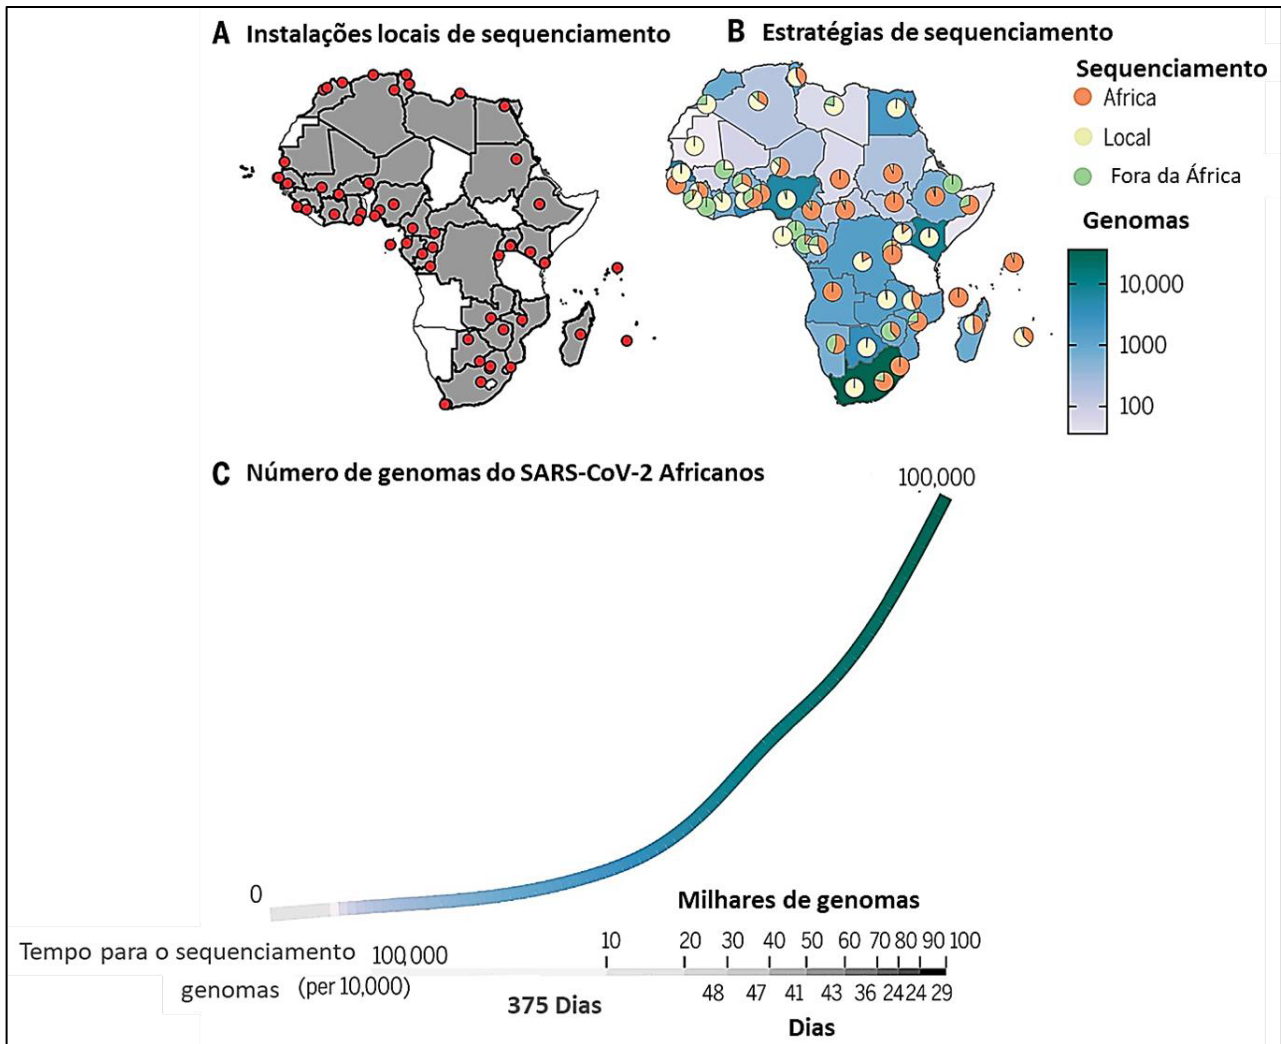 A Instalações locais de sequenciamento
B Estratégias de sequenciamento
Sequenciamento
Africa
Local
Fora da África
Genomas
10,000
1000
100
C Número de genomas do SARS-CoV-2 Africanos
100,000
0
Milhares de genomas
Tempo para o sequenciamento 100,000
genomas (per 10,000)
10 20 30 40 50 60 70 80 90 100
375 Dias
48 47 41 43 36 24 24 29
Dias